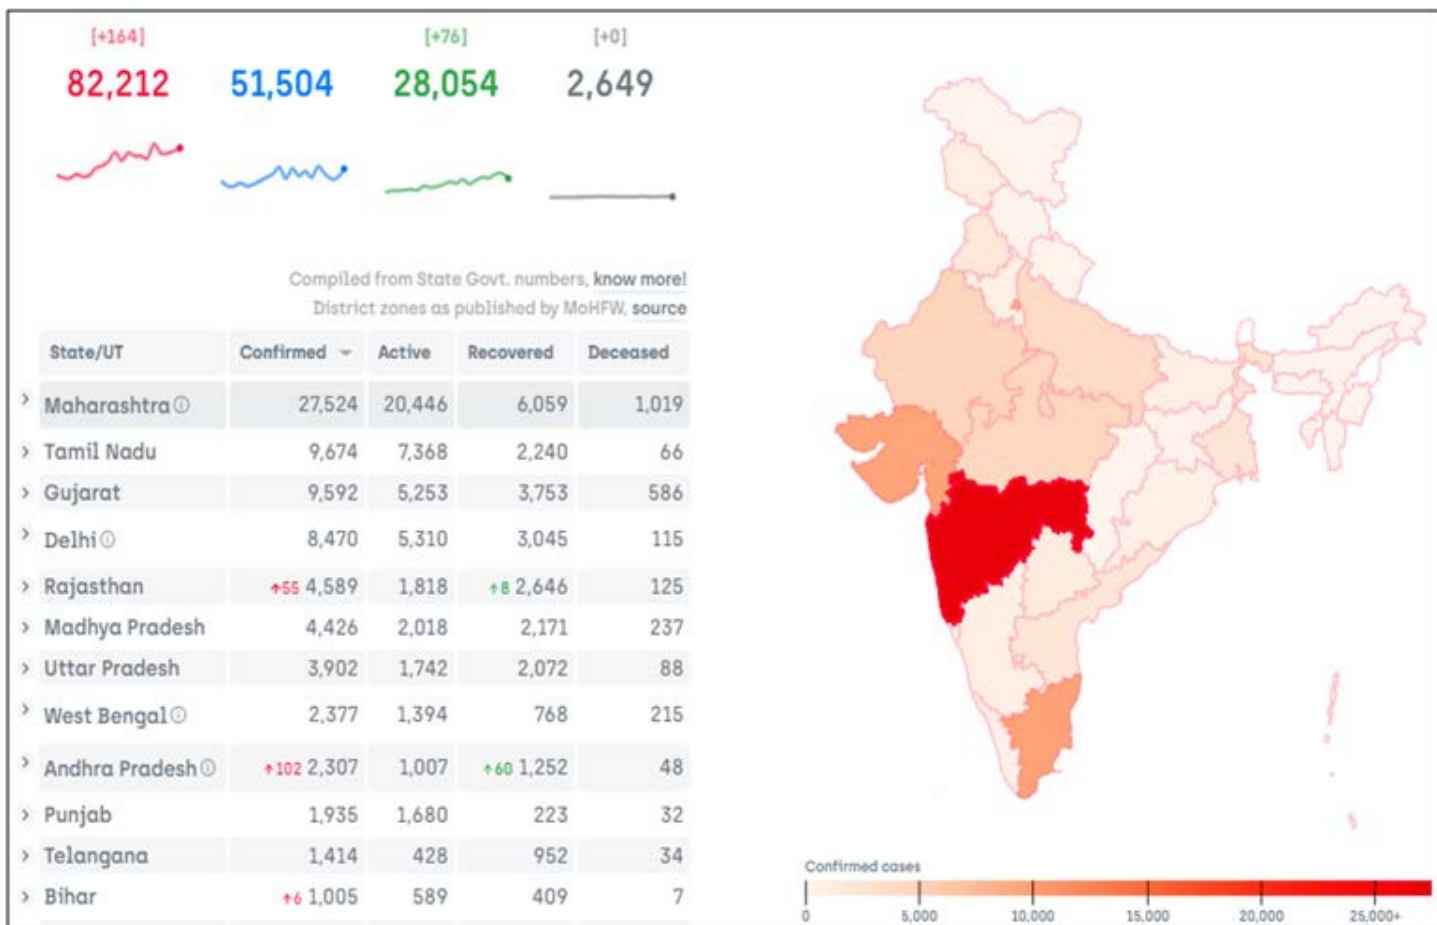 [+164] [+76] [+0]
82,212 51,504 28,054 2,649
Compiled from State Govt. numbers, know more!
District zones as published by MoHFW, source
State/UT Confirmed Active Recovered Deceased
Maharashtra 27,524 20,446 6,059 1,019
Tamil Nadu 9,674 7,368 2,240 66
Gujarat 9,592 5,253 3,753 586
Delhi 8,470 5,310 3,045 115
Rajasthan ↑55 4,589 1,818 ↑8 2,646 125
Madhya Pradesh 4,426 2,018 2,171 237
Uttar Pradesh 3,902 1,742 2,072 88
West Bengal 2,377 1,394 768 215
Andhra Pradesh ↑102 2,307 1,007 ↑60 1,252 48
Punjab 1,935 1,680 223 32
Telangana 1,414 428 952 34
Bihar ↑6 1,005 589 409 7
Confirmed cases
0 5,000 10,000 15,000 20,000 25,000+